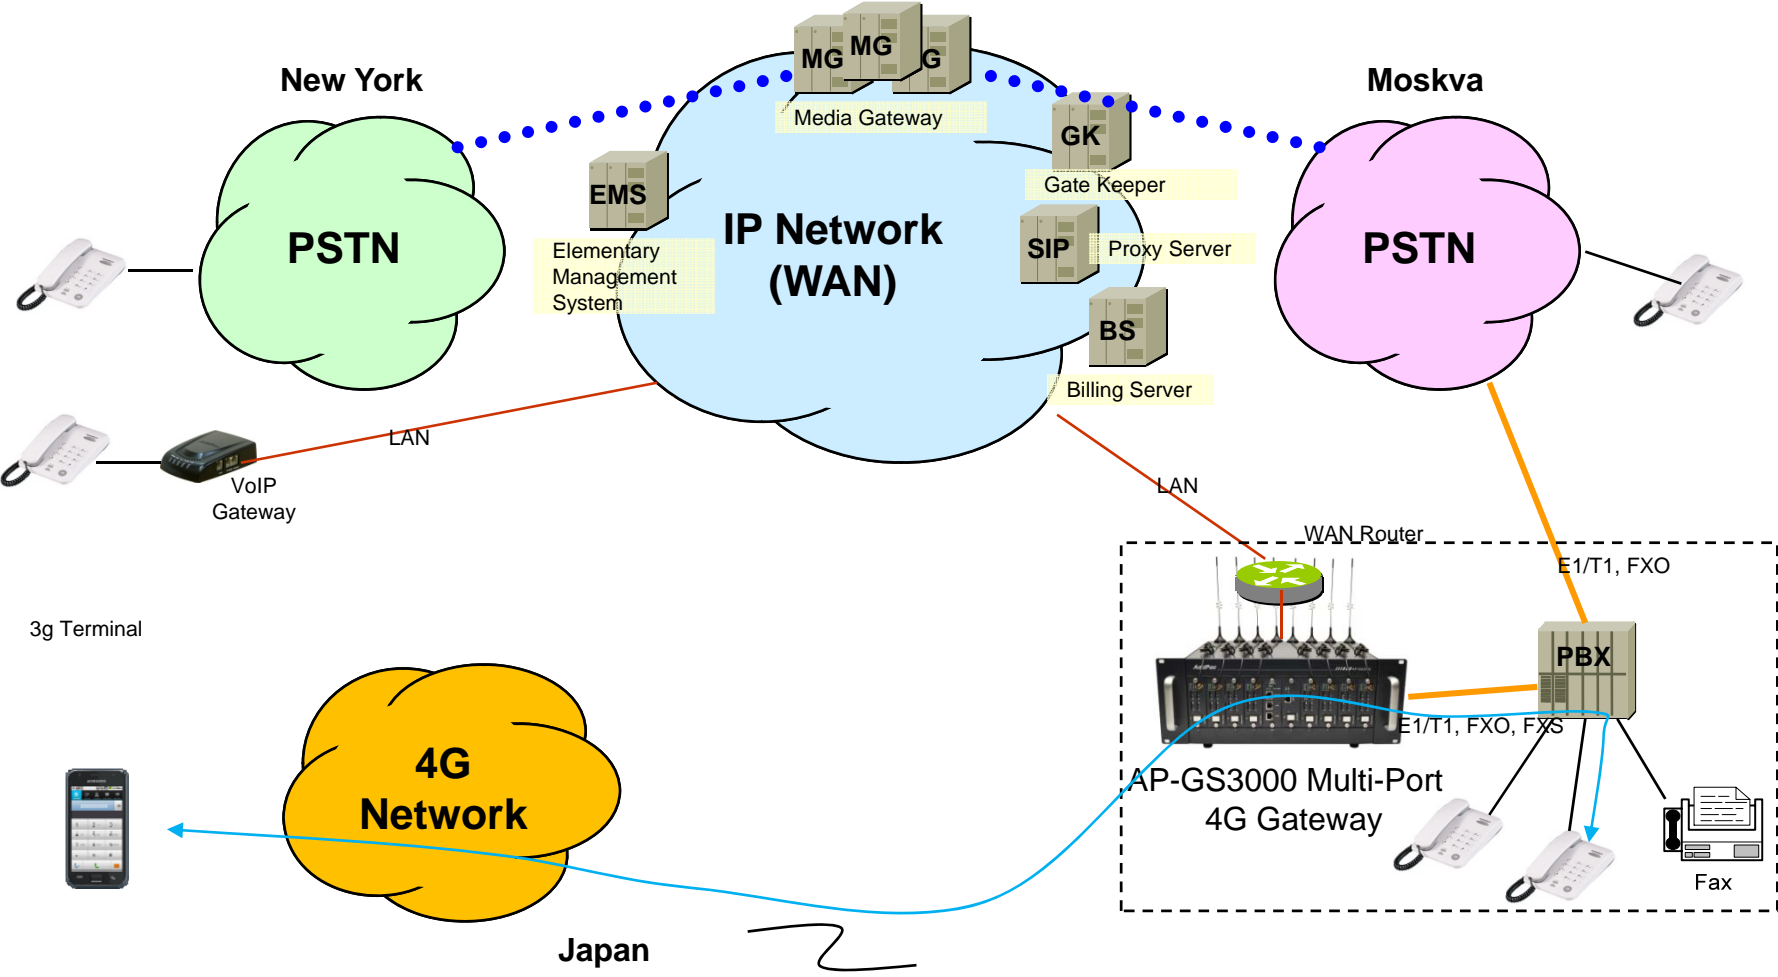 New York
Moskva
MG
MG
G
Media Gateway
GK
Gate Keeper
EMS
Elementary
Management
System
IP Network
(WAN)
SIP
Proxy Server
BS
Billing Server
PSTN
PSTN
LAN
VoIP
Gateway
LAN
WAN Router
E1/T1, FXO
3g Terminal
PBX
E1/T1, FXO, FXS
4G
Network
AP-GS3000 Multi-Port
4G Gateway
Fax
Japan